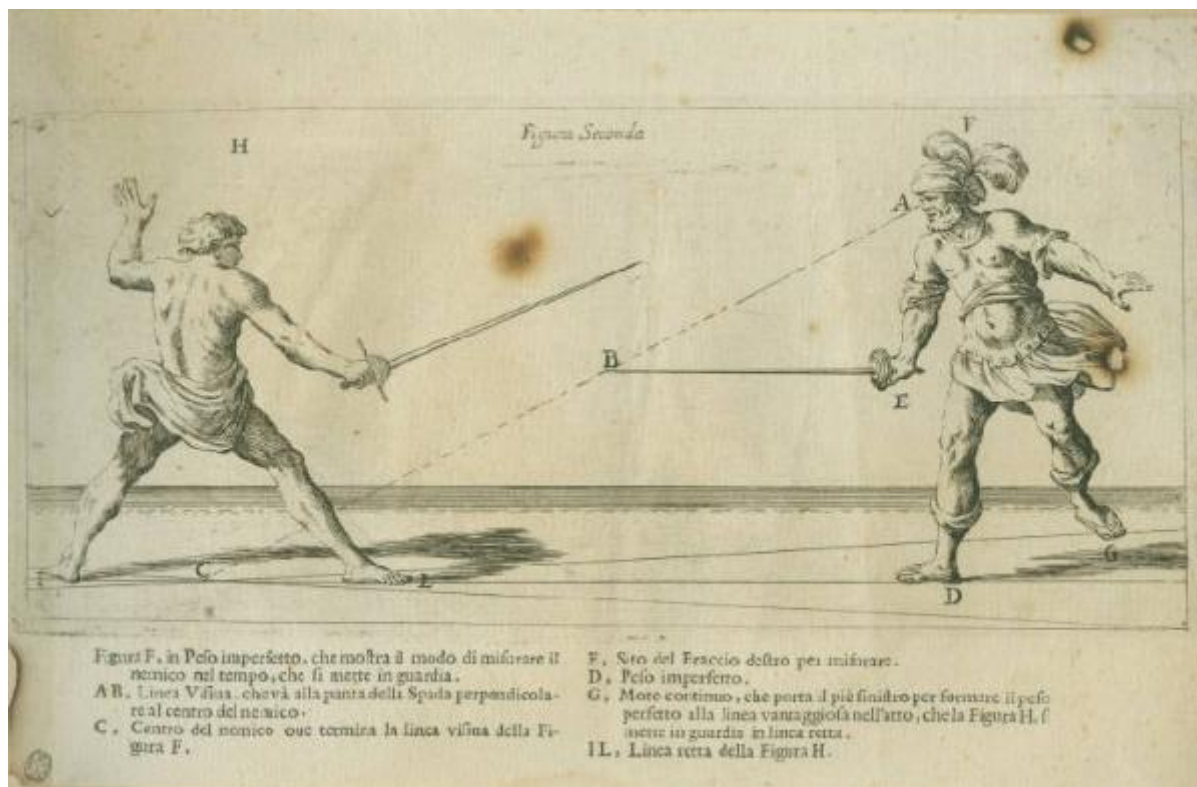 H
Figura Seconda
F
A
B
E
C
L
D
G
Figura F, in Peso imperfetto, che mostra il modo di misurare il
nemico nel tempo, che si mette in guardia.
AB, Linea Visiua, che và alla punta della Spada perpendicola-
re al centro del nemico.
C, Centro del nemico oue termina la linea visiua della Fi-
gura F.
E, Sito del Braccio destro per misurare.
D, Peso imperfetto.
G, Moto continuo, che porta il piè sinistro per formare il peso
perfetto alla linea vantaggiosa nell'atto, che la Figura H, si
mette in guardia in linea retta.
IL, Linea retta della Figura H.